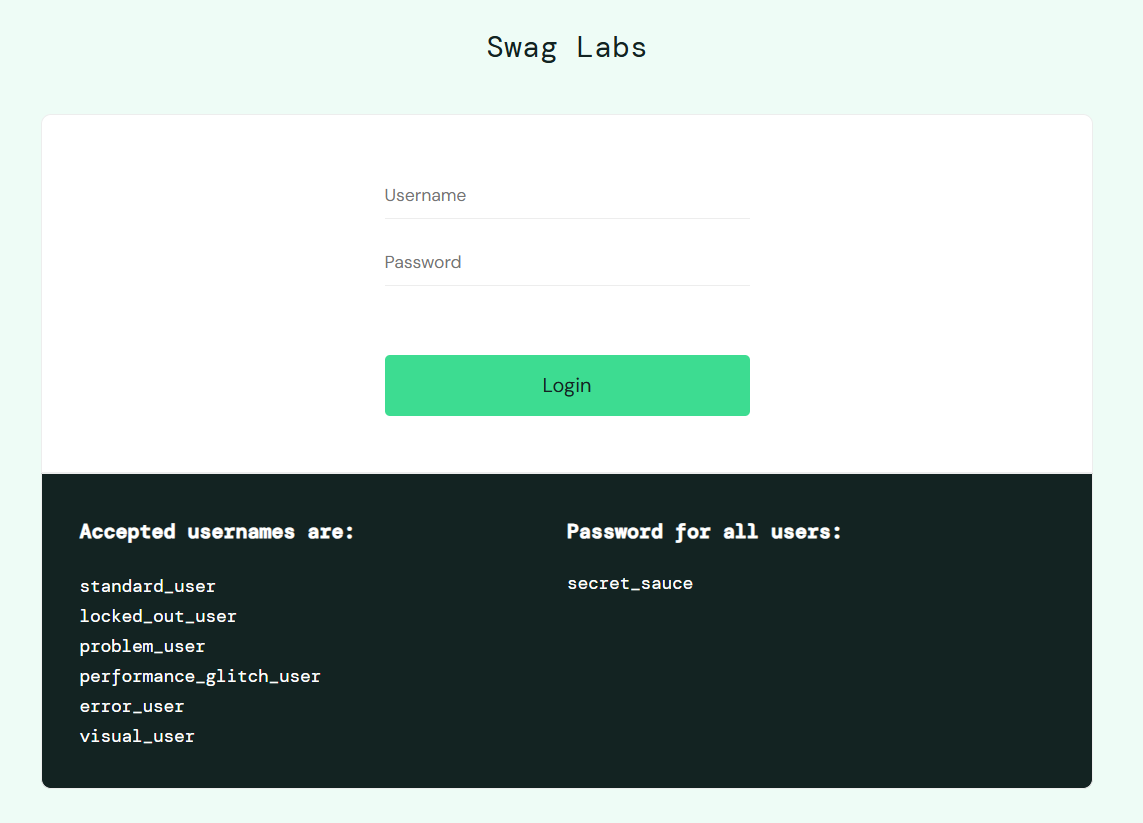 Swag Labs
Username
Password
Login
Accepted usernames are:
standard_user
locked_out_user
problem_user
performance_glitch_user
error_user
visual_user
Password for all users:
secret_sauce